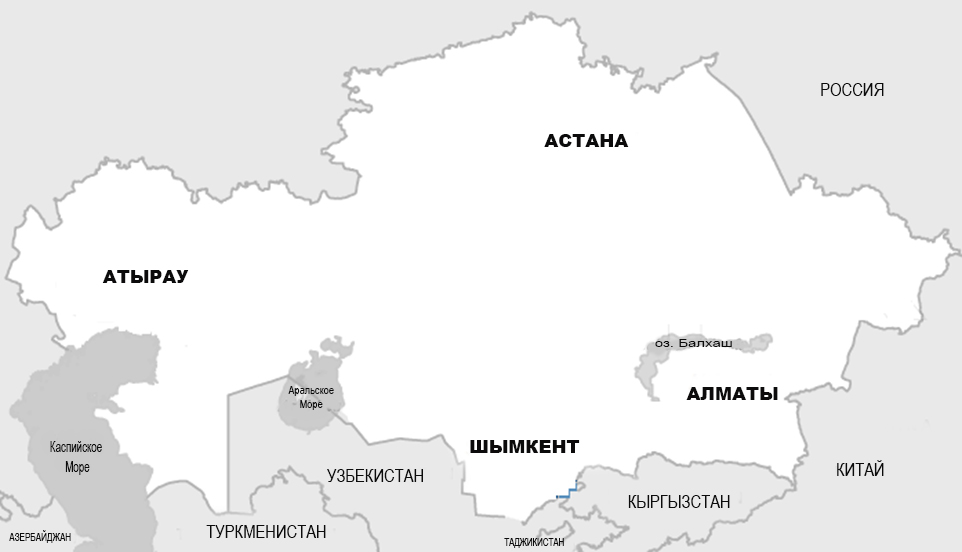 РОССИЯ
АСТАНА
АТЫРАУ
оз. Балхаш
Аральское
Море
АЛМАТЫ
ШЫМКЕНТ
Каспийское
Море
УЗБЕКИСТАН
КИТАЙ
КЫРГЫЗСТАН
ТУРКМЕНИСТАН
АЗЕРБАЙДЖАН
ТАДЖИКИСТАН